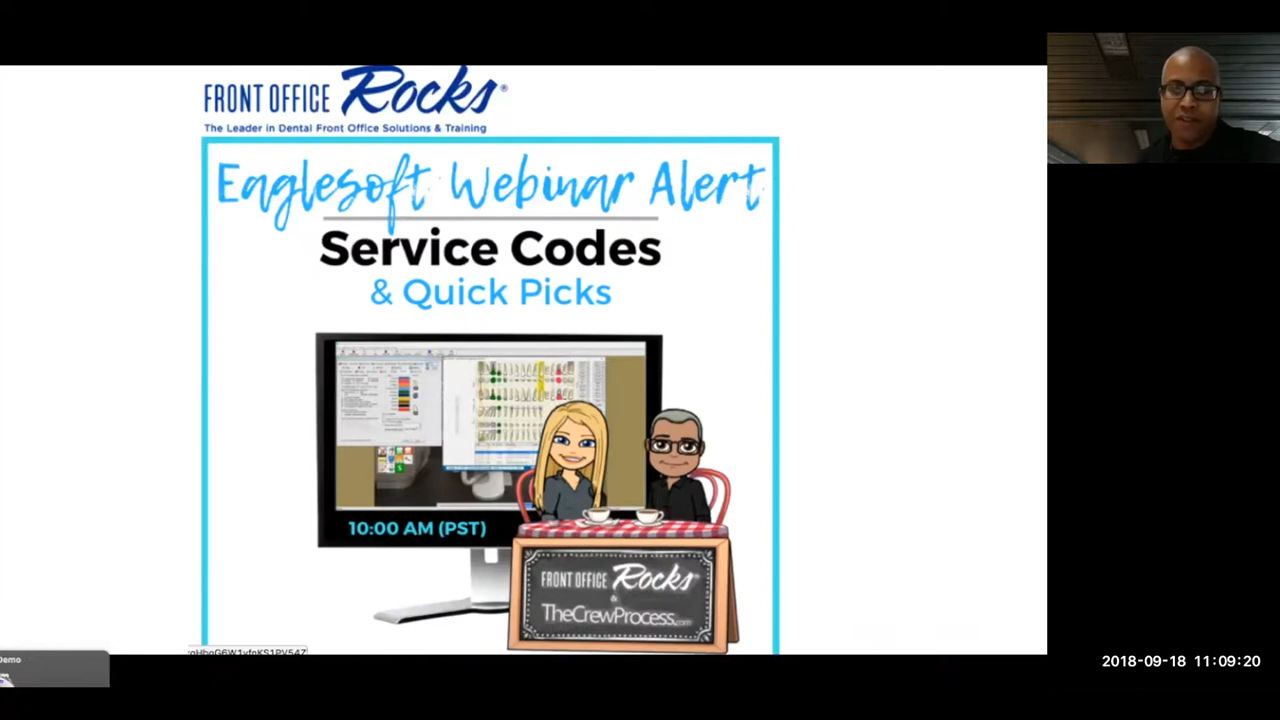 FRONT OFFICE Rocks®
The Leader in Dental Front Office Solutions & Training
Eaglesoft Webinar Alert
Service Codes
& Quick Picks
10:00 AM (PST)
FRONT OFFICE Rocks
&
TheCrewProcess.com
Demo
2018-09-18 11:09:20